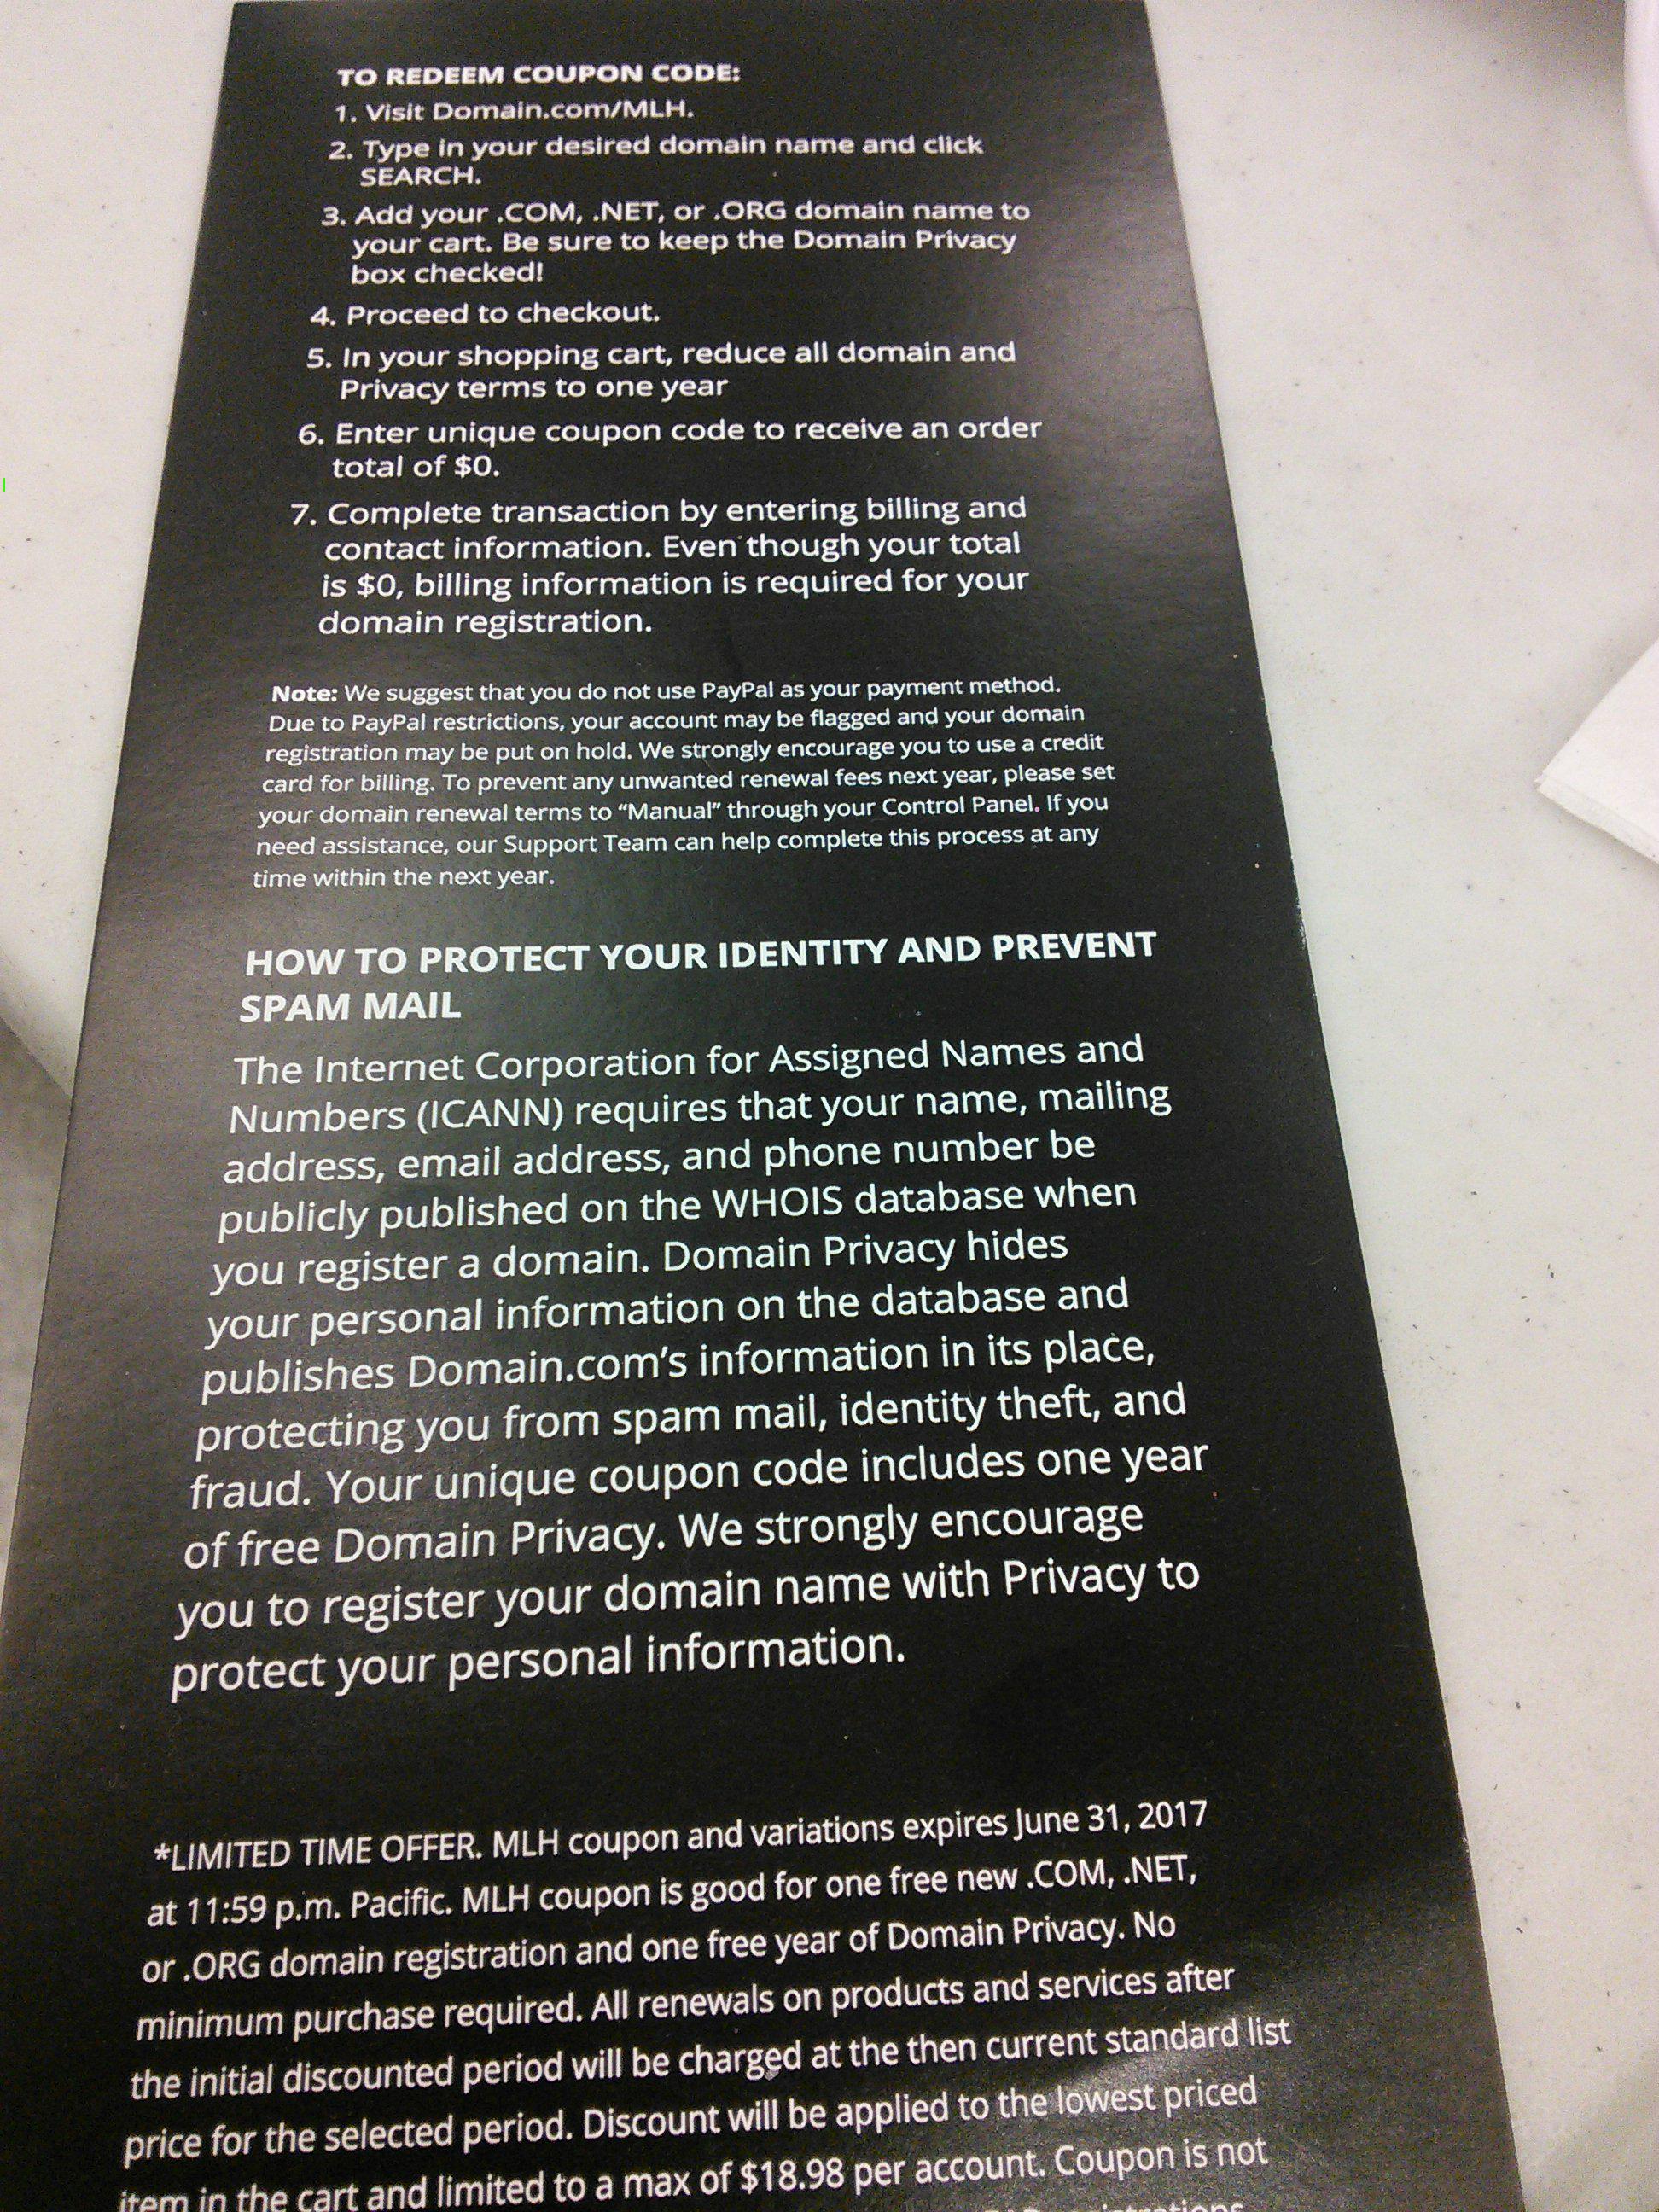 TO REDEEM COUPON CODE:
1. Visit Domain.com/MLH.
2. Type in your desired domain name and click
SEARCH.
3. Add your .COM, .NET, or .ORG domain name to
your cart. Be sure to keep the Domain Privacy
box checked!
4. Proceed to checkout.
5. In your shopping cart, reduce all domain and
Privacy terms to one year
6. Enter unique coupon code to receive an order
total of $0.
7. Complete transaction by entering billing and
contact information. Even though your total
is $0, billing information is required for your
domain registration.
Note: We suggest that you do not use PayPal as your payment method.
Due to PayPal restrictions, your account may be flagged and your domain
registration may be put on hold. We strongly encourage you to use a credit
card for billing. To prevent any unwanted renewal fees next year, please set
your domain renewal terms to “Manual” through your Control Panel. If you
need assistance, our Support Team can help complete this process at any
time within the next year.
HOW TO PROTECT YOUR IDENTITY AND PREVENT
SPAM MAIL
The Internet Corporation for Assigned Names and
Numbers (ICANN) requires that your name, mailing
address, email address, and phone number be
publicly published on the WHOIS database when
you register a domain. Domain Privacy hides
your personal information on the database and
publishes Domain.com’s information in its place,
protecting you from spam mail, identity theft, and
fraud. Your unique coupon code includes one year
of free Domain Privacy. We strongly encourage
you to register your domain name with Privacy to
protect your personal information.
*LIMITED TIME OFFER. MLH coupon and variations expires June 31, 2017
at 11:59 p.m. Pacific. MLH coupon is good for one free new .COM, .NET,
or .ORG domain registration and one free year of Domain Privacy. No
minimum purchase required. All renewals on products and services after
the initial discounted period will be charged at the then current standard list
price for the selected period. Discount will be applied to the lowest priced
item in the cart and limited to a max of $18.98 per account. Coupon is not